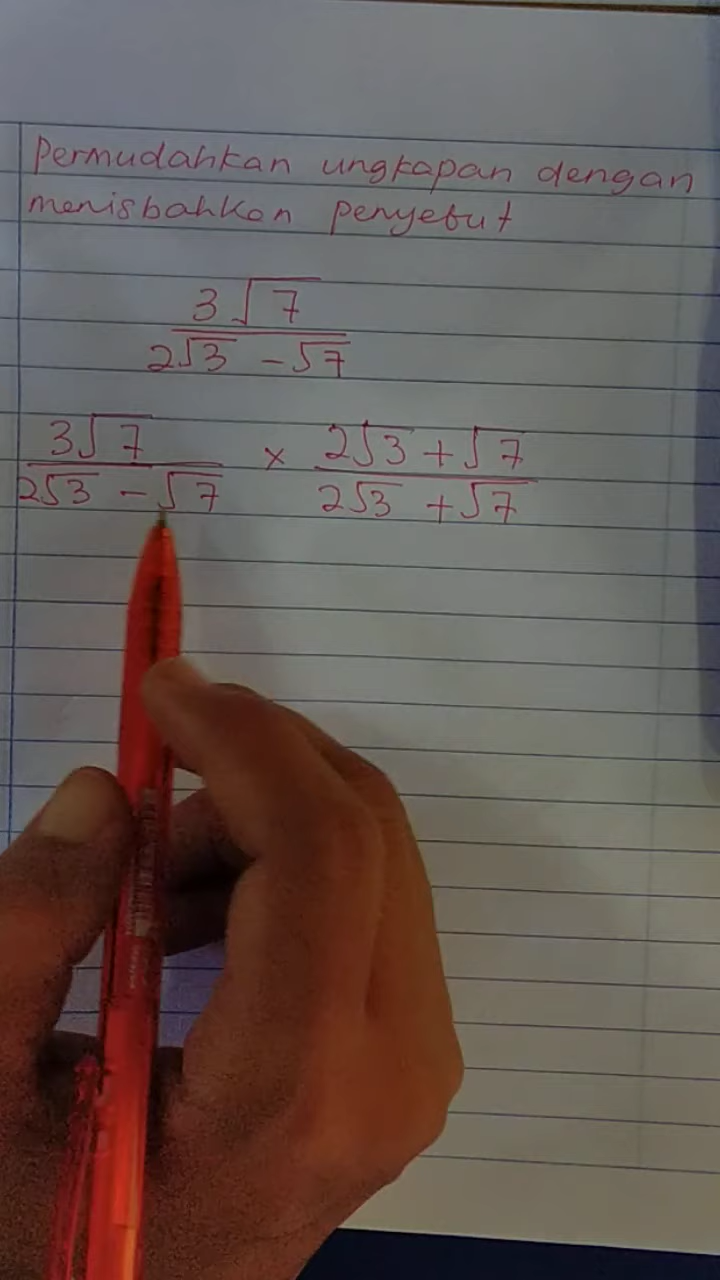 Permudahkan ungkapan dengan
menisbahkan penyebut
3√7
2√3 − √7
3√7 × 2√3 + √7
2√3 − √7 2√3 + √7